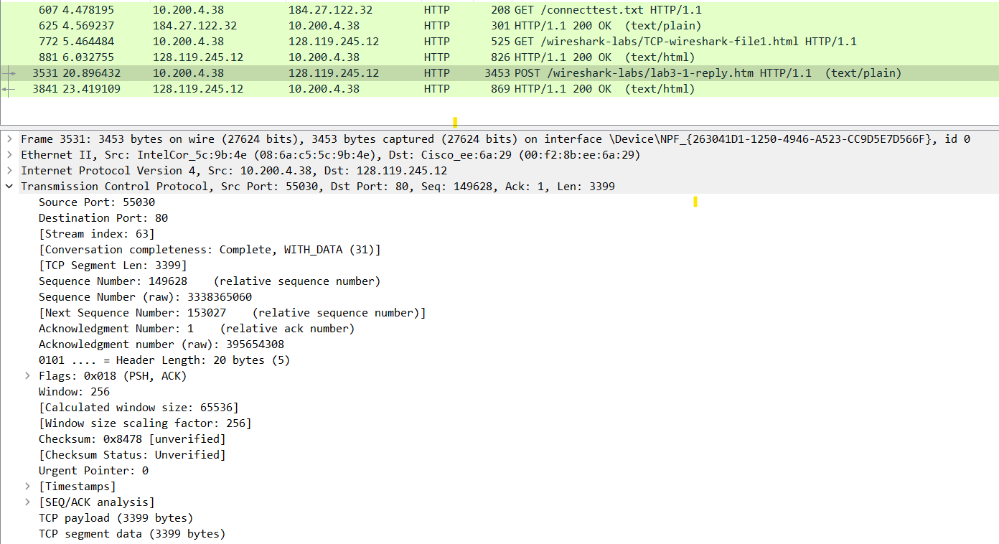 607 4.478195 10.200.4.38 184.27.122.32 HTTP 208 GET /connecttest.txt HTTP/1.1
625 4.569237 184.27.122.32 10.200.4.38 HTTP 301 HTTP/1.1 200 OK (text/plain)
772 5.464484 10.200.4.38 128.119.245.12 HTTP 525 GET /wireshark-labs/TCP-wireshark-file1.html HTTP/1.1
881 6.032755 128.119.245.12 10.200.4.38 HTTP 826 HTTP/1.1 200 OK (text/html)
3531 20.896432 10.200.4.38 128.119.245.12 HTTP 3453 POST /wireshark-labs/lab3-1-reply.htm HTTP/1.1 (text/plain)
3841 23.419109 128.119.245.12 10.200.4.38 HTTP 869 HTTP/1.1 200 OK (text/html)
Frame 3531: 3453 bytes on wire (27624 bits), 3453 bytes captured (27624 bits) on interface \Device\NPF_{263041D1-1250-4946-A523-CC9D5E7D566F}, id 0
Ethernet II, Src: IntelCor_5c:9b:4e (08:6a:c5:5c:9b:4e), Dst: Cisco_ee:6a:29 (00:f2:8b:ee:6a:29)
Internet Protocol Version 4, Src: 10.200.4.38, Dst: 128.119.245.12
Transmission Control Protocol, Src Port: 55030, Dst Port: 80, Seq: 149628, Ack: 1, Len: 3399
Source Port: 55030
Destination Port: 80
[Stream index: 63]
[Conversation completeness: Complete, WITH_DATA (31)]
[TCP Segment Len: 3399]
Sequence Number: 149628 (relative sequence number)
Sequence Number (raw): 3338365060
[Next Sequence Number: 153027 (relative sequence number)]
Acknowledgment Number: 1 (relative ack number)
Acknowledgment number (raw): 395654308
0101 .... = Header Length: 20 bytes (5)
Flags: 0x018 (PSH, ACK)
Window: 256
[Calculated window size: 65536]
[Window size scaling factor: 256]
Checksum: 0x8478 [unverified]
[Checksum Status: Unverified]
Urgent Pointer: 0
[Timestamps]
[SEQ/ACK analysis]
TCP payload (3399 bytes)
TCP segment data (3399 bytes)